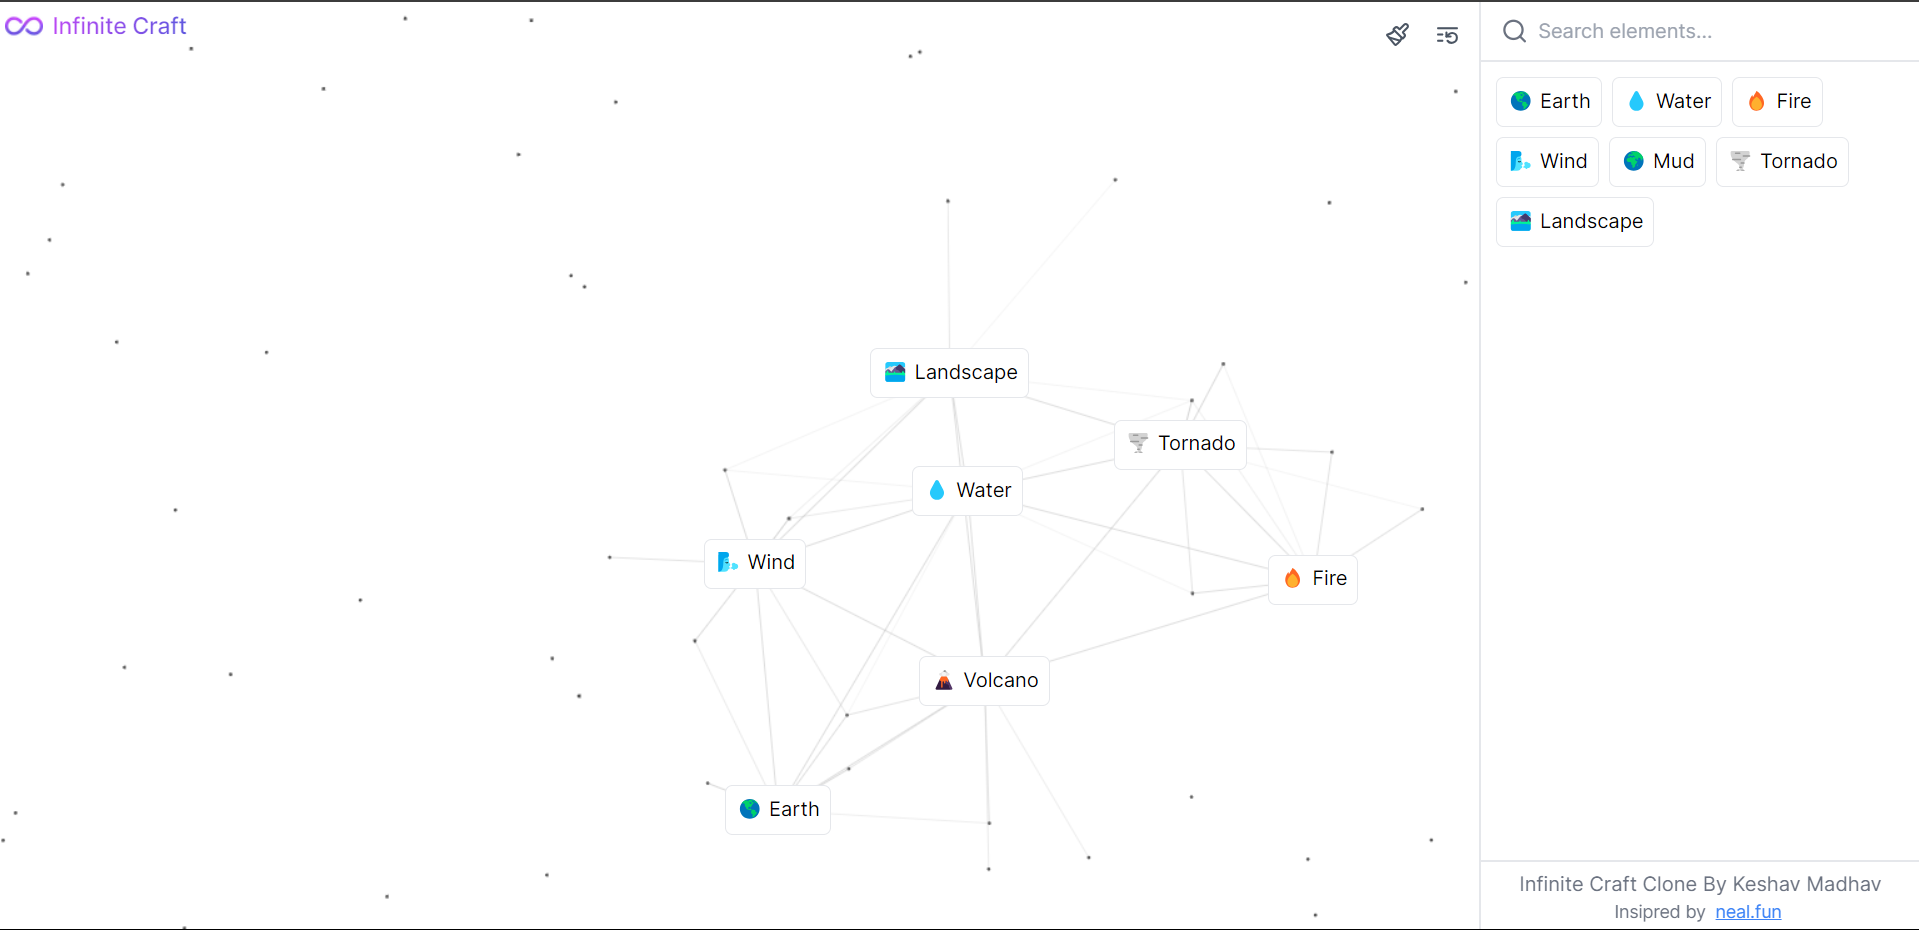 Infinite Craft
Search elements...
Earth
Water
Fire
Wind
Mud
Tornado
Landscape
Landscape
Tornado
Water
Wind
Fire
Volcano
Earth
Infinite Craft Clone By Keshav Madhav
Insipred by neal.fun